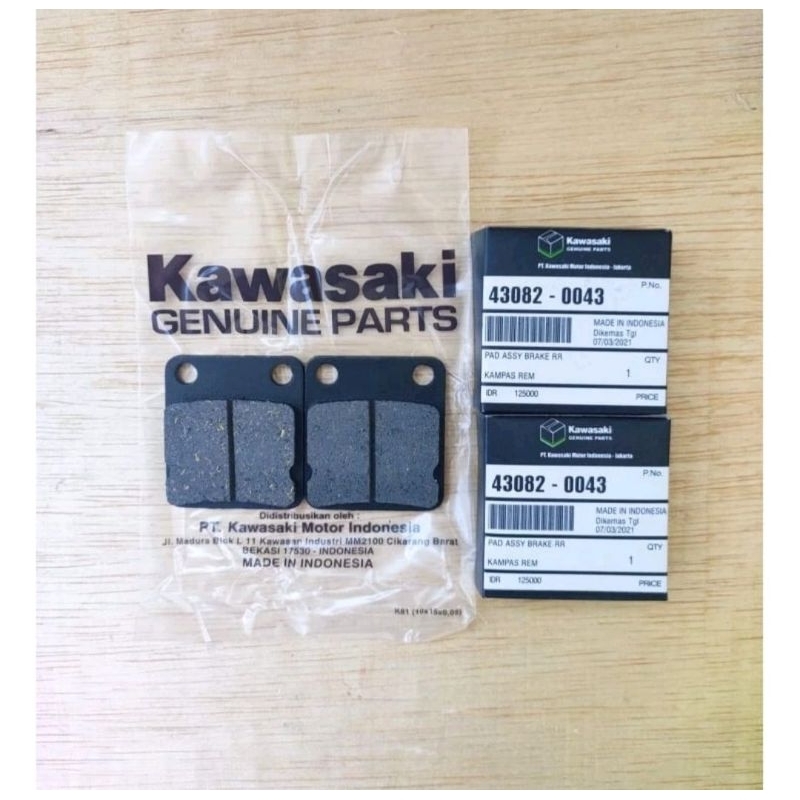 Kawasaki
GENUINE PARTS
Didistribusikan oleh :
PT. Kawasaki Motor Indonesia
Jl. Madura Blok L 11 Kawasan Industri MM2100 Cikarang Barat
BEKASI 17530 - INDONESIA
MADE IN INDONESIA
K81 (10x15x0,05)
Kawasaki
GENUINE PARTS
PT. Kawasaki Motor Indonesia - Jakarta
P.No.
43082 - 0043
MADE IN INDONESIA
Dikemas Tgl
07/03/2021
PAD ASSY BRAKE RR
QTY
KAMPAS REM
1
IDR 125000 PRICE
Kawasaki
GENUINE PARTS
PT. Kawasaki Motor Indonesia - Jakarta
P.No.
43082 - 0043
MADE IN INDONESIA
Dikemas Tgl
07/03/2021
PAD ASSY BRAKE RR
QTY
KAMPAS REM
1
IDR 125000 PRICE